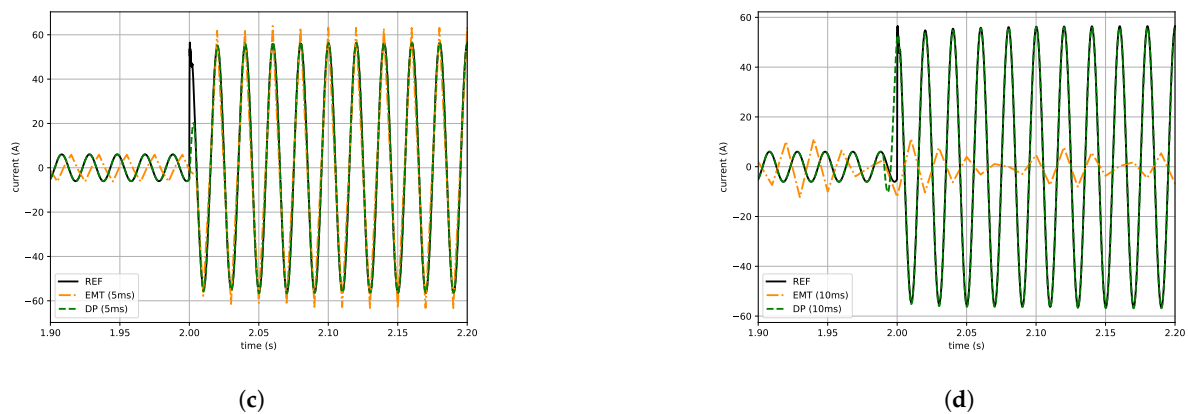 60
40
20
0
−20
−40
−60
current (A)
REF
EMT (5ms)
DP (5ms)
1.90 1.95 2.00 2.05 2.10 2.15 2.20
time (s)
(c)
60
40
20
0
−20
−40
−60
current (A)
REF
EMT (10ms)
DP (10ms)
1.90 1.95 2.00 2.05 2.10 2.15 2.20
time (s)
(d)